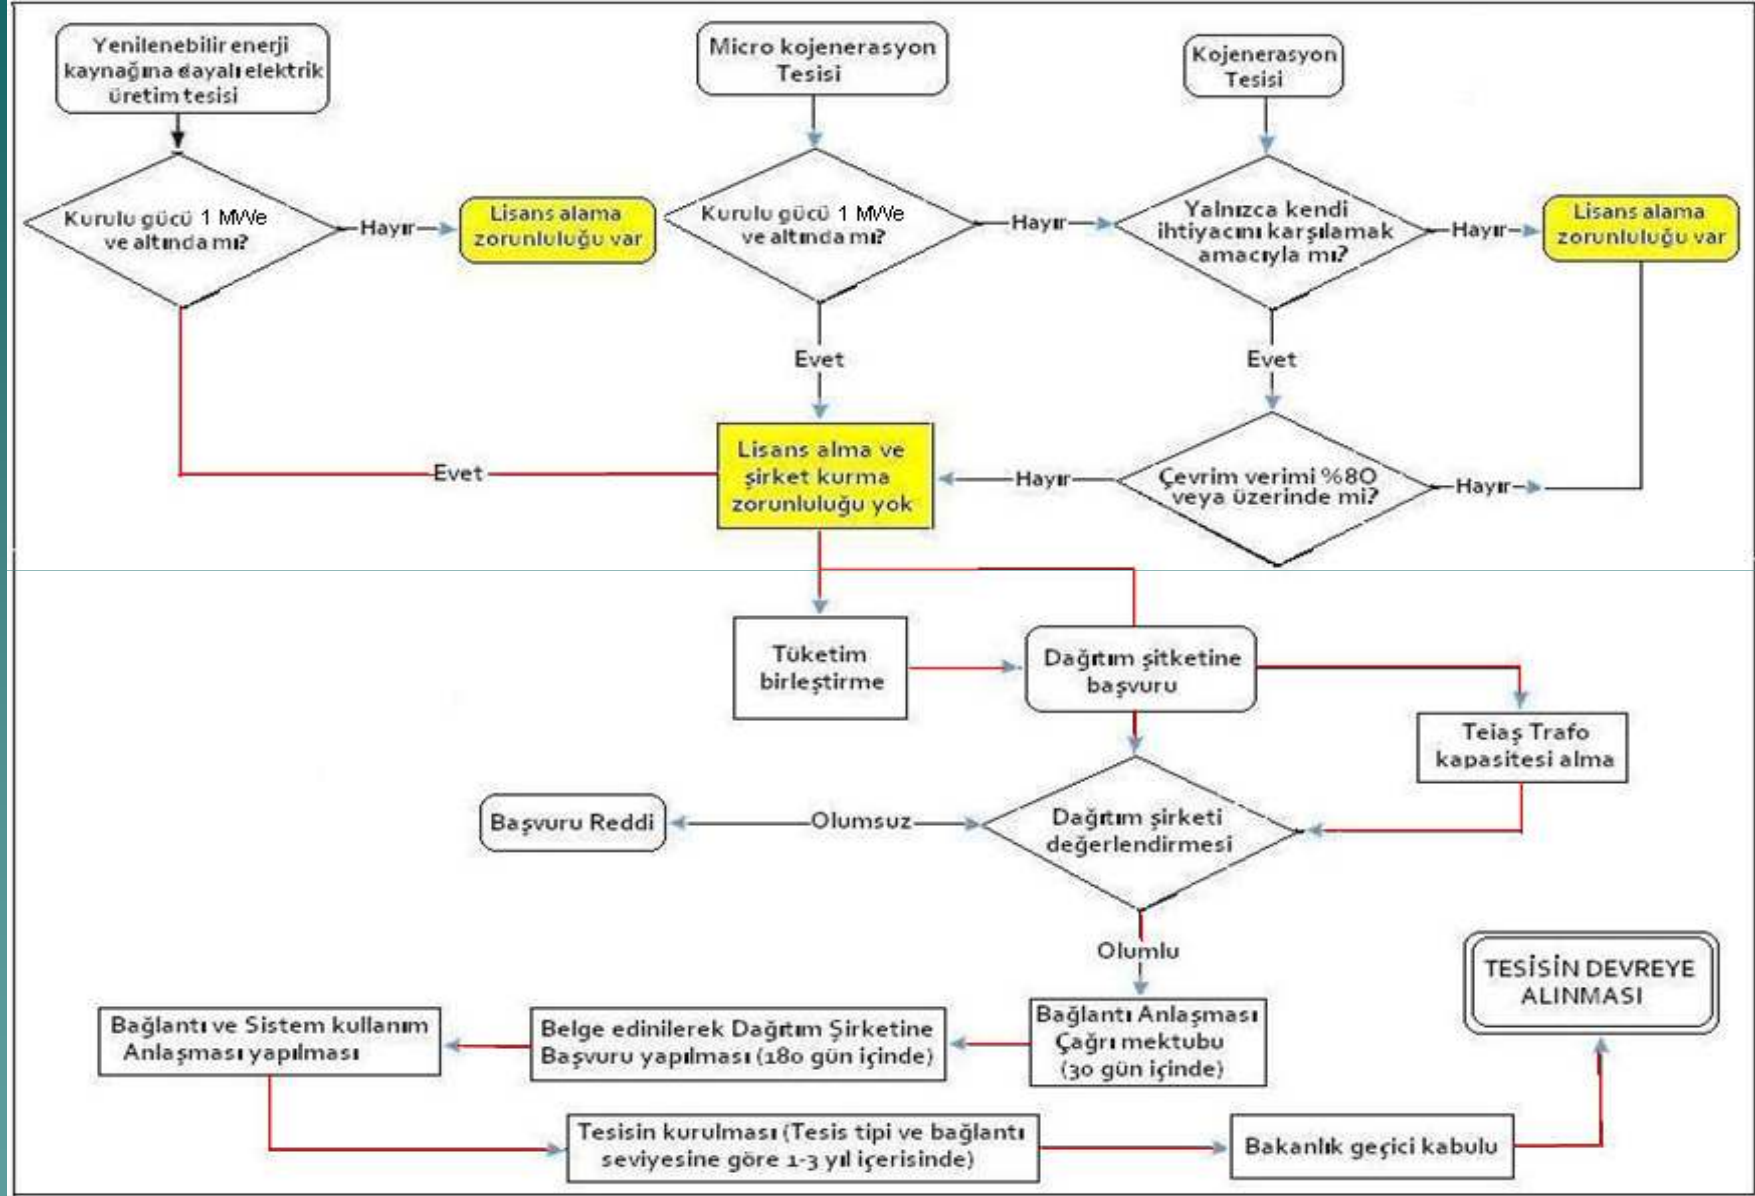 Yenilenebilir enerji
kaynağına dayalı elektrik
üretim tesisi
Micro kojenerasyon
Tesisi
Kojenerasyon
Tesisi
Kurulu gücü 1 MWe
ve altında mı?
Hayır
Lisans alama
zorunluluğu var
Kurulu gücü 1 MWe
ve altında mı?
Hayır
Yalnızca kendi
ihtiyacını karşılamak
amacıyla mı?
Hayır
Lisans alama
zorunluluğu var
Evet
Evet
Evet
Lisans alma ve
şirket kurma
zorunluluğu yok
Hayır
Çevrim verimi %80
veya üzerinde mi?
Hayır
Tüketim
birleştirme
Dağıtım şitketine
başvuru
Teiaş Trafo
kapasitesi alma
Başvuru Reddi
Olumsuz
Dağıtım şirketi
değerlendirmesi
Olumlu
TESİSİN DEVREYE
ALINMASI
Bağlantı ve Sistem kullanım
Anlaşması yapılması
Belge edinilerek Dağıtım Şirketine
Başvuru yapılması (180 gün içinde)
Bağlantı Anlaşması
Çağrı mektubu
(30 gün içinde)
Tesisin kurulması (Tesis tipi ve bağlantı
seviyesine göre 1-3 yıl içerisinde)
Bakanlık geçici kabulu